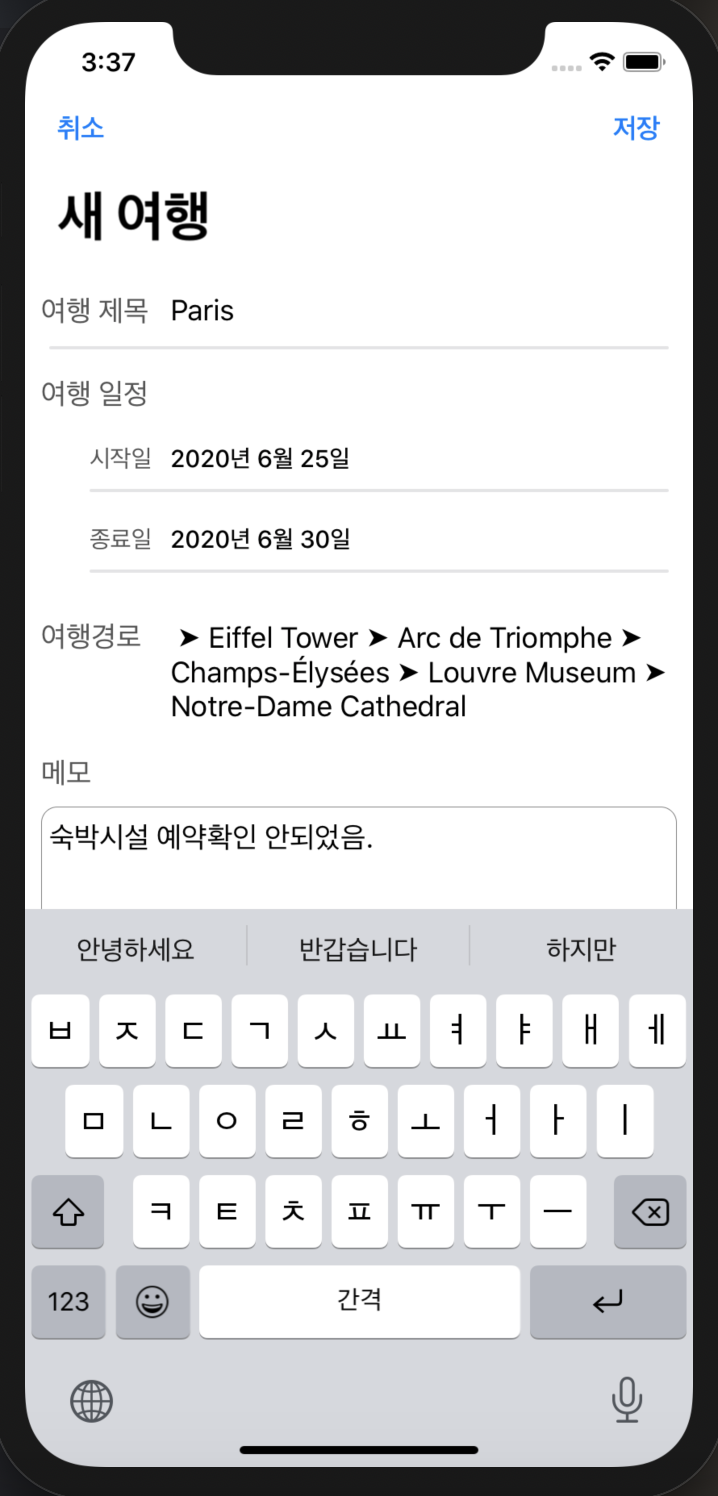 3:37
취소 저장
새 여행
여행 제목 Paris
여행 일정
시작일 2020년 6월 25일
종료일 2020년 6월 30일
여행경로 ➤ Eiffel Tower ➤ Arc de Triomphe ➤
Champs-Élysées ➤ Louvre Museum ➤
Notre-Dame Cathedral
메모
숙박시설 예약확인 안되었음.
안녕하세요 반갑습니다 하지만
ㅂ ㅈ ㄷ ㄱ ㅅ ㅛ ㅕ ㅑ ㅐ ㅔ
ㅁ ㄴ ㅇ ㄹ ㅎ ㅗ ㅓ ㅏ ㅣ
ㅋ ㅌ ㅊ ㅍ ㅠ ㅜ ㅡ
123 간격